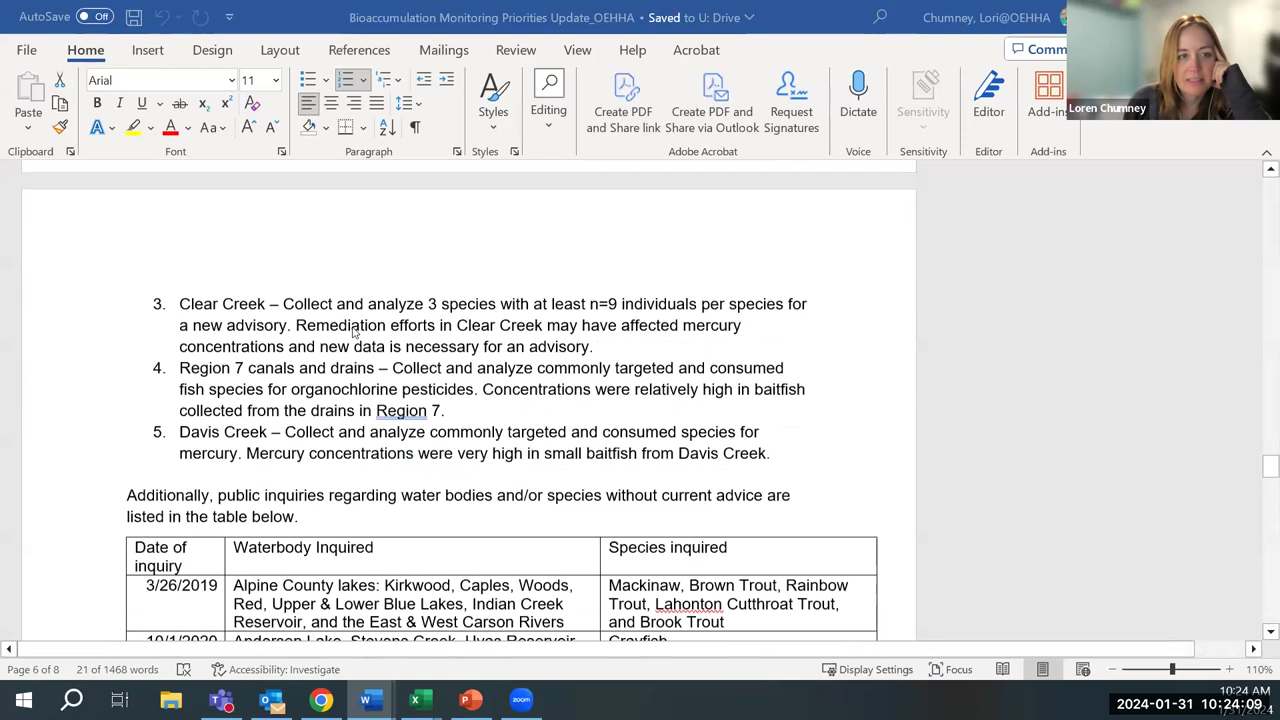 AutoSave Off Bioaccumulation Monitoring Priorities Update_OEHHA • Saved to U: Drive Chumney, Lori@OEHHA
File Home Insert Design Layout References Mailings Review View Help Acrobat
Loren Chumney
Arial 11
Paste Styles Editing Create PDF and Share link Create PDF and Share via Outlook Request Signatures Dictate Sensitivity Editor
Clipboard Font Paragraph Styles Adobe Acrobat Voice Sensitivity Editor Add-ins
3. Clear Creek – Collect and analyze 3 species with at least n=9 individuals per species for
a new advisory. Remediation efforts in Clear Creek may have affected mercury
concentrations and new data is necessary for an advisory.
4. Region 7 canals and drains – Collect and analyze commonly targeted and consumed
fish species for organochlorine pesticides. Concentrations were relatively high in baitfish
collected from the drains in Region 7.
5. Davis Creek – Collect and analyze commonly targeted and consumed species for
mercury. Mercury concentrations were very high in small baitfish from Davis Creek.
Additionally, public inquiries regarding water bodies and/or species without current advice are
listed in the table below.
Date of Waterbody Inquired Species inquired
inquiry
3/26/2019 Alpine County lakes: Kirkwood, Caples, Woods, Mackinaw, Brown Trout, Rainbow
Red, Upper & Lower Blue Lakes, Indian Creek Trout, Lahonton Cutthroat Trout,
Reservoir, and the East & West Carson Rivers and Brook Trout
Page 6 of 8 21 of 1468 words Accessibility: Investigate Display Settings Focus 110%
zoom
10:24 AM
2024-01-31 10:24:09